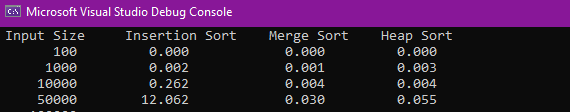 Microsoft Visual Studio Debug Console
Input Size Insertion Sort Merge Sort Heap Sort
100 0.000 0.000 0.000
1000 0.002 0.001 0.003
10000 0.262 0.004 0.004
50000 12.062 0.030 0.055